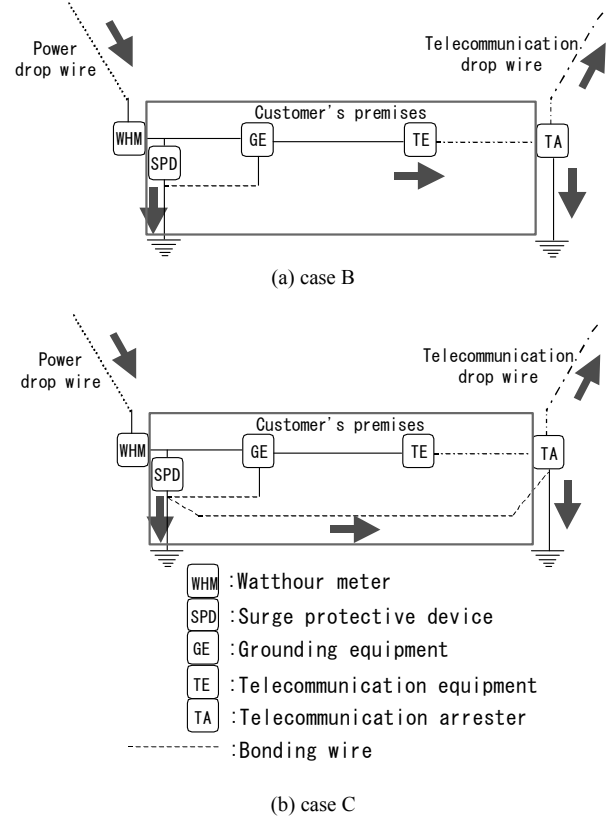 Power
drop wire
Telecommunication
drop wire
Customer's premises
WHM
SPD
GE
TE
TA
(a) case B
Power
drop wire
Telecommunication
drop wire
Customer's premises
WHM
SPD
GE
TE
TA
WHM :Watthour meter
SPD :Surge protective device
GE :Grounding equipment
TE :Telecommunication equipment
TA :Telecommunication arrester
:Bonding wire
(b) case C